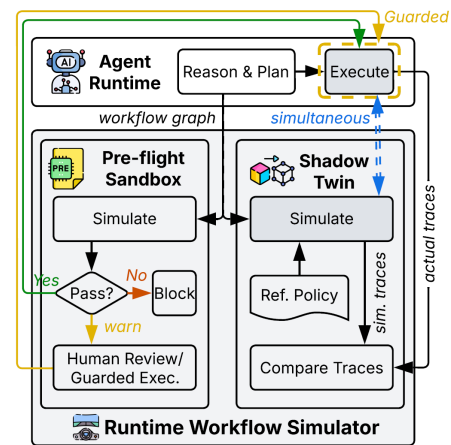 Guarded
AI
Agent
Runtime
Reason & Plan
Execute
workflow graph
simultaneous
PRE
Pre-flight
Sandbox
Shadow
Twin
Simulate
Simulate
actual traces
Yes
Pass?
No
Block
Ref. Policy
sim. traces
warn
Human Review/
Guarded Exec.
Compare Traces
Runtime Workflow Simulator